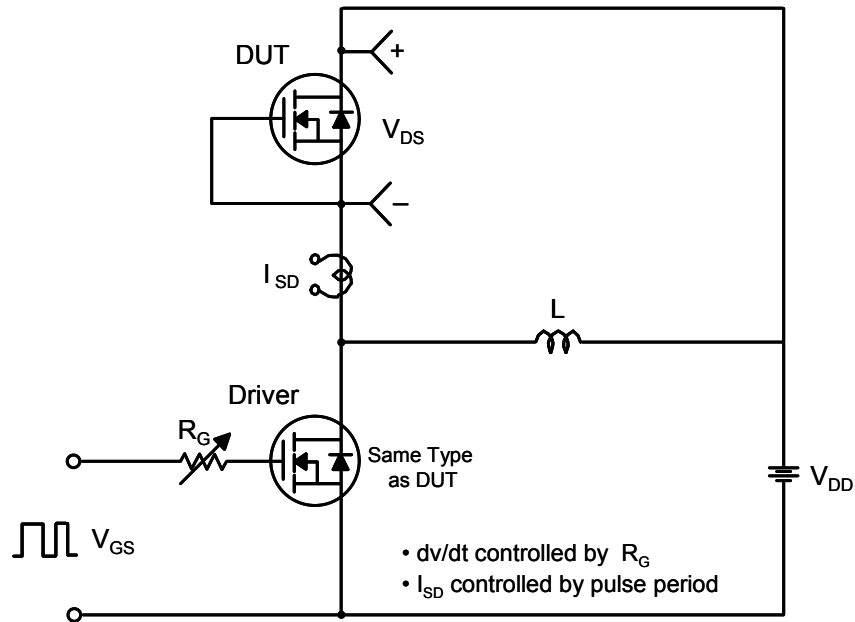 DUT
+
V_DS
–
I_SD
L
Driver
R_G
Same Type
as DUT
V_DD
V_GS
• dv/dt controlled by R_G
• I_SD controlled by pulse period